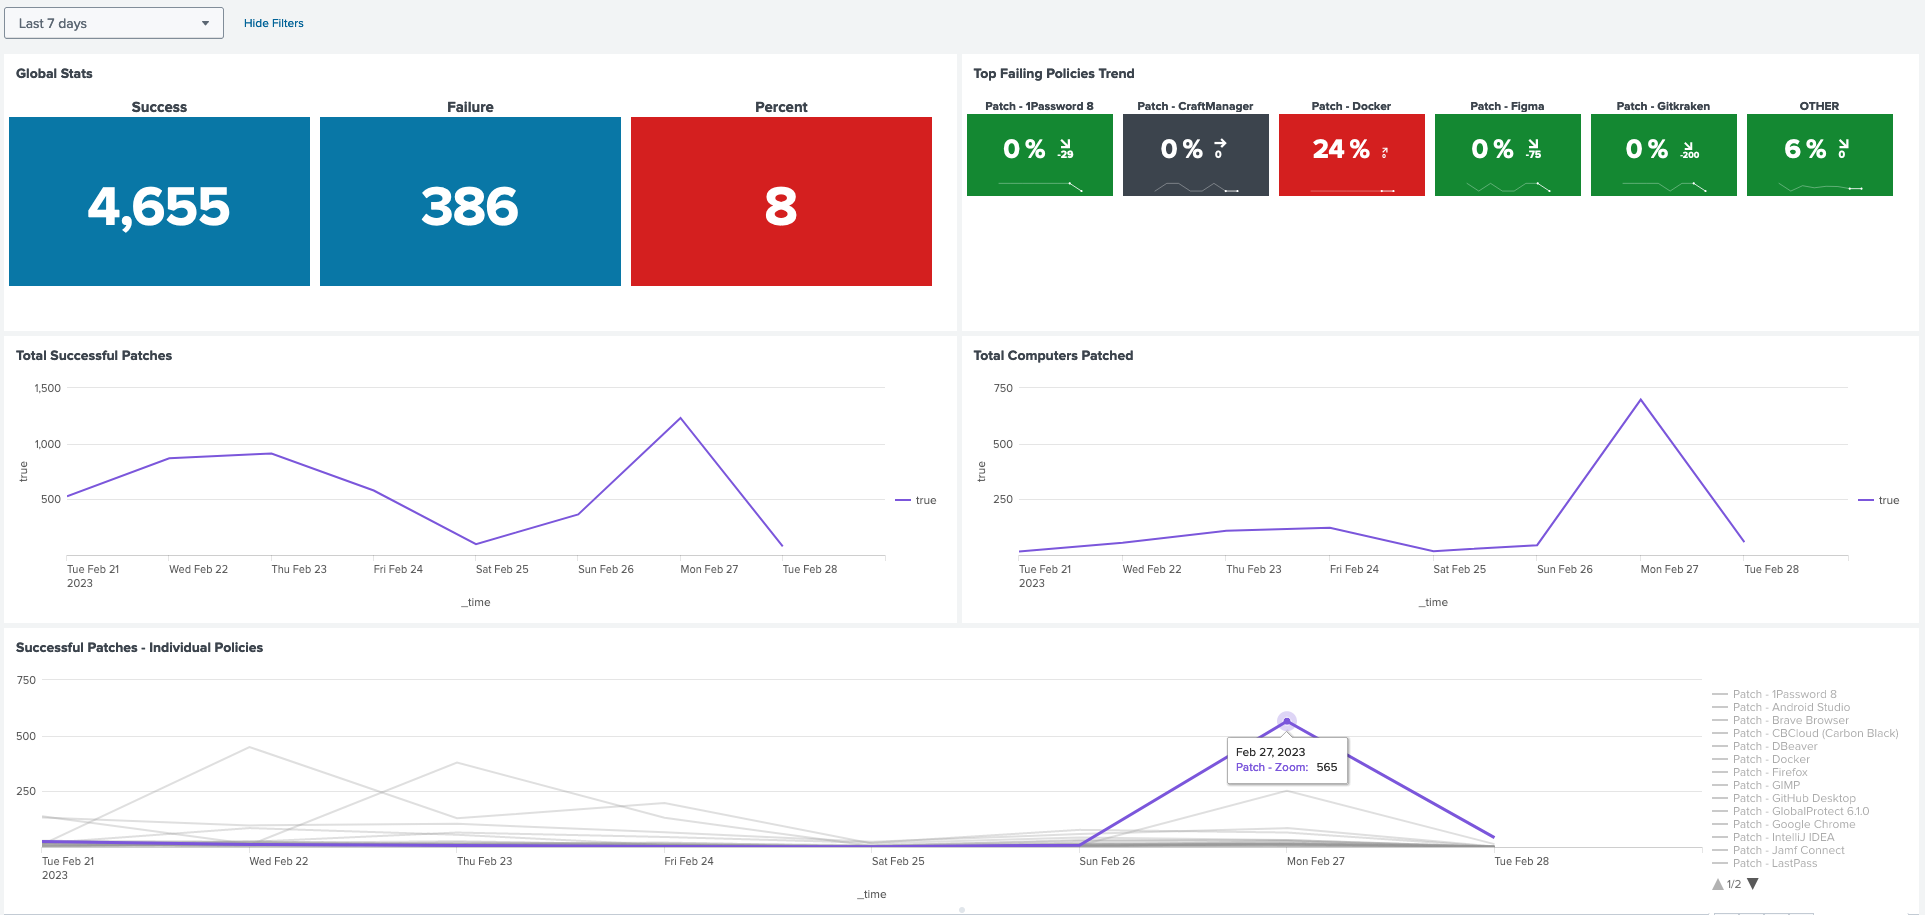 Last 7 days
Hide Filters
Global Stats
Success
Failure
Percent
4,655
386
8
Top Failing Policies Trend
Patch - 1Password 8
Patch - CraftManager
Patch - Docker
Patch - Figma
Patch - Gitkraken
OTHER
0 %
-29
0 %
0
24 %
0
0 %
-75
0 %
-200
6 %
0
Total Successful Patches
1,500
1,000
500
true
Tue Feb 21
2023
Wed Feb 22
Thu Feb 23
Fri Feb 24
Sat Feb 25
Sun Feb 26
Mon Feb 27
Tue Feb 28
_time
true
Total Computers Patched
750
500
250
true
Tue Feb 21
2023
Wed Feb 22
Thu Feb 23
Fri Feb 24
Sat Feb 25
Sun Feb 26
Mon Feb 27
Tue Feb 28
_time
true
Successful Patches - Individual Policies
750
500
250
Feb 27, 2023
Patch - Zoom: 565
Tue Feb 21
2023
Wed Feb 22
Thu Feb 23
Fri Feb 24
Sat Feb 25
Sun Feb 26
Mon Feb 27
Tue Feb 28
_time
Patch - 1Password 8
Patch - Android Studio
Patch - Brave Browser
Patch - CBCloud (Carbon Black)
Patch - DBeaver
Patch - Docker
Patch - Firefox
Patch - GIMP
Patch - GitHub Desktop
Patch - GlobalProtect 6.1.0
Patch - Google Chrome
Patch - IntelliJ IDEA
Patch - Jamf Connect
Patch - LastPass
1/2